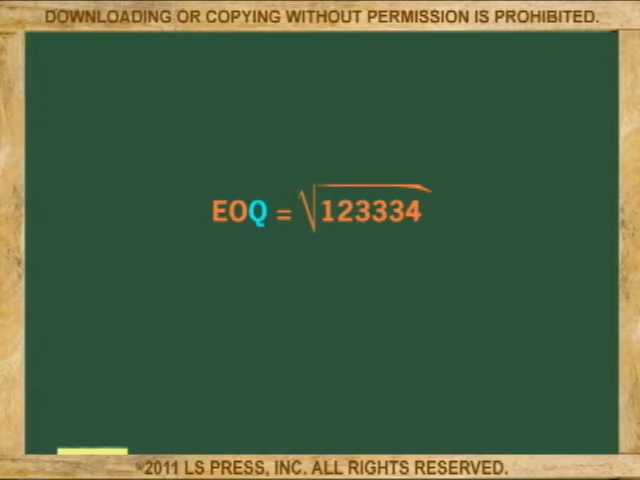 DOWNLOADING OR COPYING WITHOUT PERMISSION IS PROHIBITED.
EOQ = √123334
©2011 LS PRESS, INC. ALL RIGHTS RESERVED.